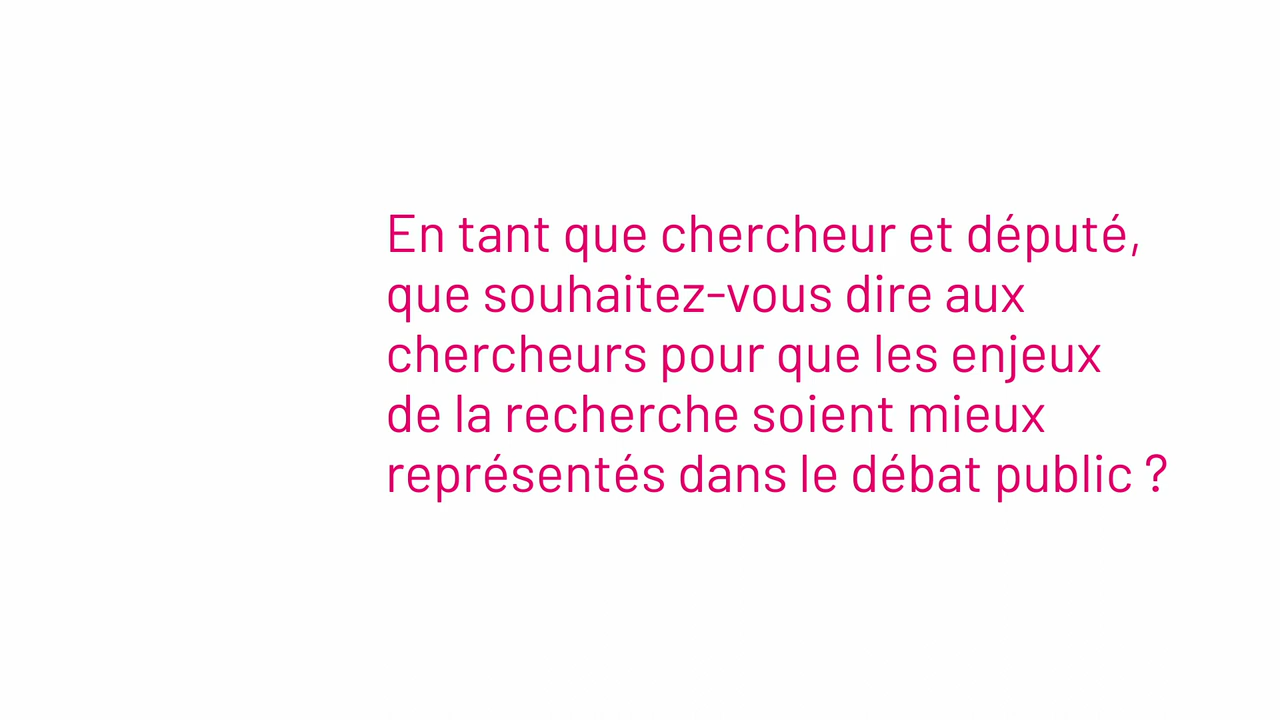 En tant que chercheur et député,
que souhaitez-vous dire aux
chercheurs pour que les enjeux
de la recherche soient mieux
représentés dans le débat public ?